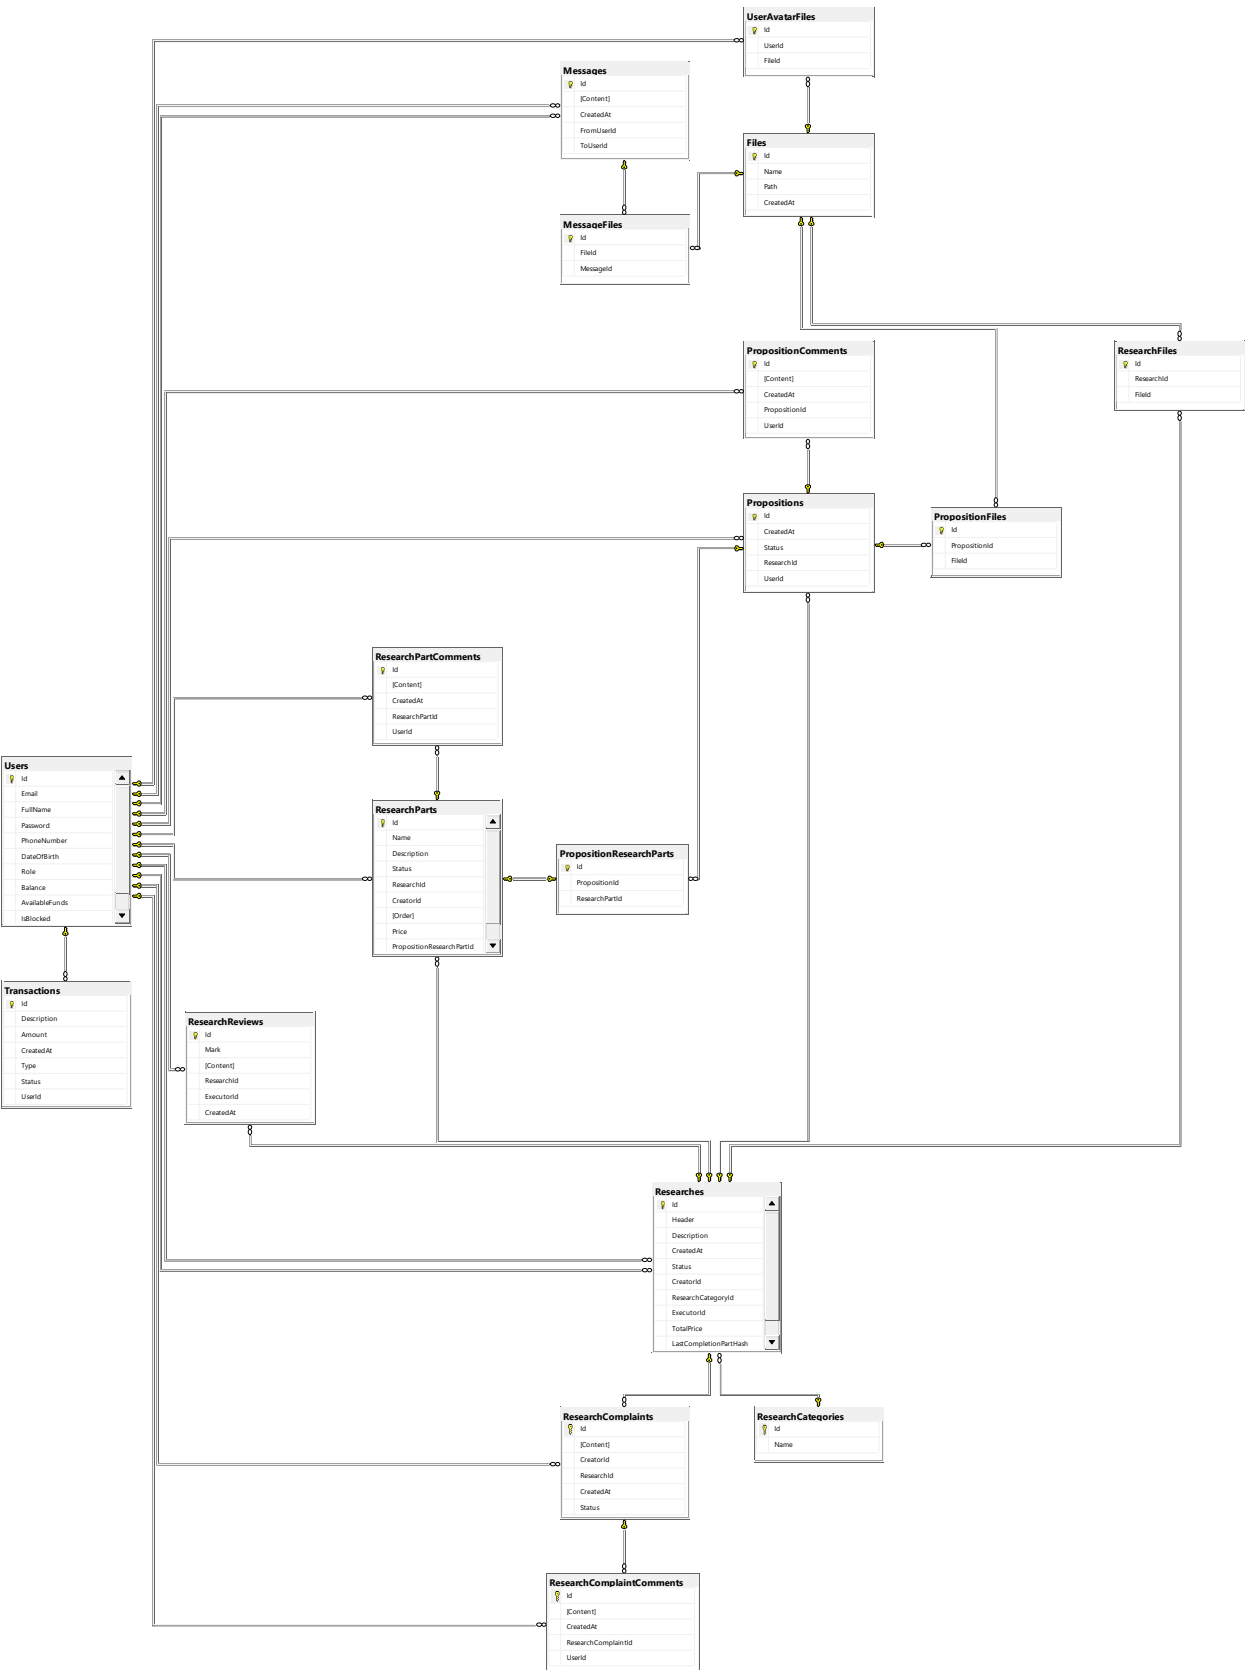 UserAvatarFiles
Id
UserId
FileId
Messages
Id
[Content]
CreatedAt
FromUserId
ToUserId
Files
Id
Name
Path
CreatedAt
MessageFiles
Id
FileId
MessageId
PropositionComments
Id
[Content]
CreatedAt
PropositionId
UserId
ResearchFiles
Id
ResearchId
FileId
Propositions
Id
CreatedAt
Status
ResearchId
UserId
PropositionFiles
Id
PropositionId
FileId
ResearchPartComments
Id
[Content]
CreatedAt
ResearchPartId
UserId
Users
Id
Email
FullName
Password
PhoneNumber
DateOfBirth
Role
Balance
AvailableFunds
IsBlocked
ResearchParts
Id
Name
Description
Status
ResearchId
CreatorId
[Order]
Price
PropositionResearchPartId
PropositionResearchParts
Id
PropositionId
ResearchPartId
Transactions
Id
Description
Amount
CreatedAt
Type
Status
UserId
ResearchReviews
Id
Mark
[Content]
ResearchId
ExecutorId
CreatedAt
Researches
Id
Header
Description
CreatedAt
Status
CreatorId
ResearchCategoryId
ExecutorId
TotalPrice
LastCompletionPartHash
ResearchComplaints
Id
[Content]
CreatorId
ResearchId
CreatedAt
Status
ResearchCategories
Id
Name
ResearchComplaintComments
Id
[Content]
CreatedAt
ResearchComplaintId
UserId